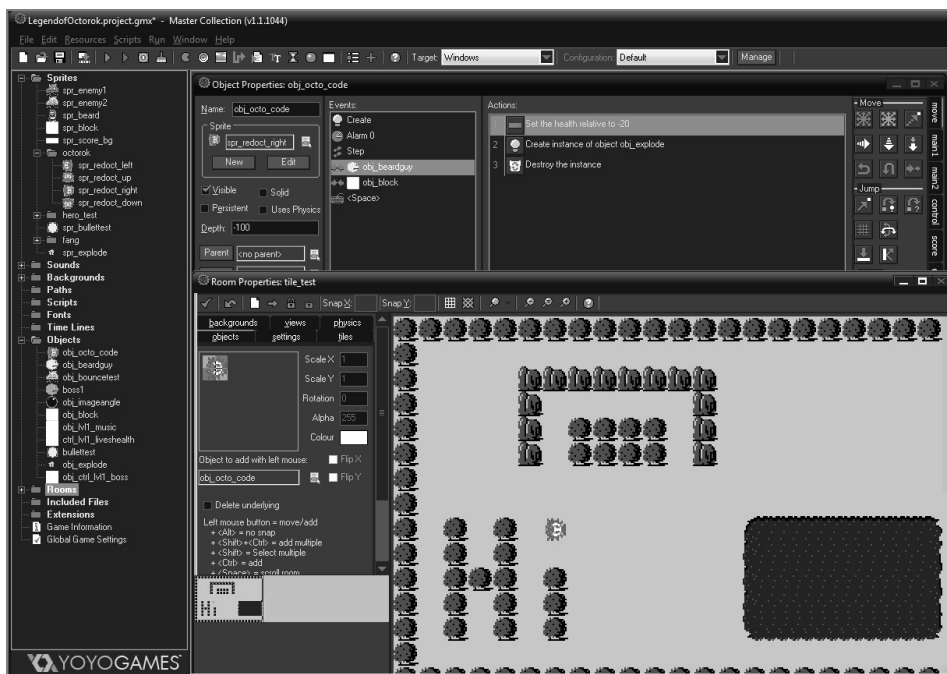 LegendofOctorok.project.gmx* - Master Collection (v1.1.1044)
File Edit Resources Scripts Run Window Help
Target: Windows Configuration: Default Manage
Sprites
spr_enemy1
spr_enemy2
spr_beard
spr_block
spr_score_bg
octorok
spr_redoct_left
spr_redoct_up
spr_redoct_right
spr_redoct_down
hero_test
spr_bullettest
fang
spr_explode
Sounds
Backgrounds
Paths
Scripts
Fonts
Time Lines
Objects
obj_octo_code
obj_beardguy
obj_bouncetest
boss1
obj_imageangle
obj_block
obj_lvl1_music
ctrl_lvl1_liveshealth
bullettest
obj_explode
obj_ctrl_lvl1_boss
Rooms
Included Files
Extensions
Game Information
Global Game Settings
YOYOGAMES
Object Properties: obj_octo_code
Name: obj_octo_code
Sprite
spr_redoct_right
New Edit
Visible Solid
Persistent Uses Physics
Depth: -100
Parent <no parent>
Events:
Create
Alarm 0
Step
obj_beardguy
obj_block
<Space>
Actions:
1 Set the health relative to -20
2 Create instance of object obj_explode
3 Destroy the instance
Move
Jump
move
main1
main2
control
score
Room Properties: tile_test
Snap X: Snap Y:
backgrounds views physics
objects settings tiles
Scale X 1
Scale Y 1
Rotation 0
Alpha 255
Colour
Object to add with left mouse: Flip X
obj_octo_code Flip Y
Delete underlying
Left mouse button = move/add
+ <Alt> = no snap
+ <Shift>+<Ctrl> = add multiple
+ <Shift> = Select multiple
+ <Ctrl> = add
+ <Space> = scroll room
Hi